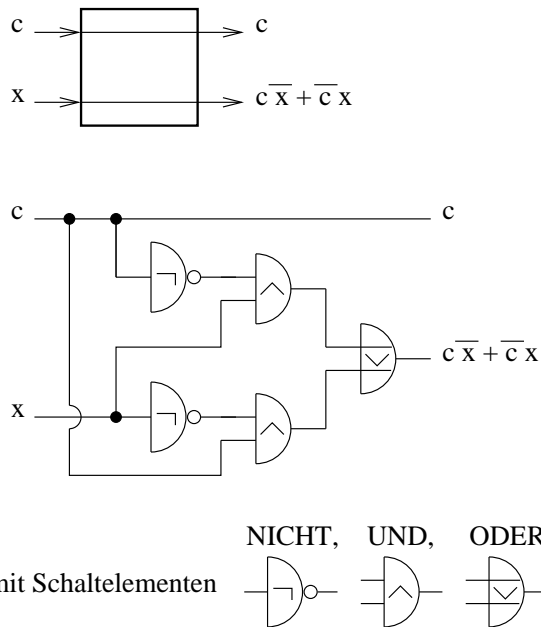 c c
x c x̅ + c̅ x
c c
c x̅ + c̅ x
x
NICHT, UND, ODER
mit Schaltelementen